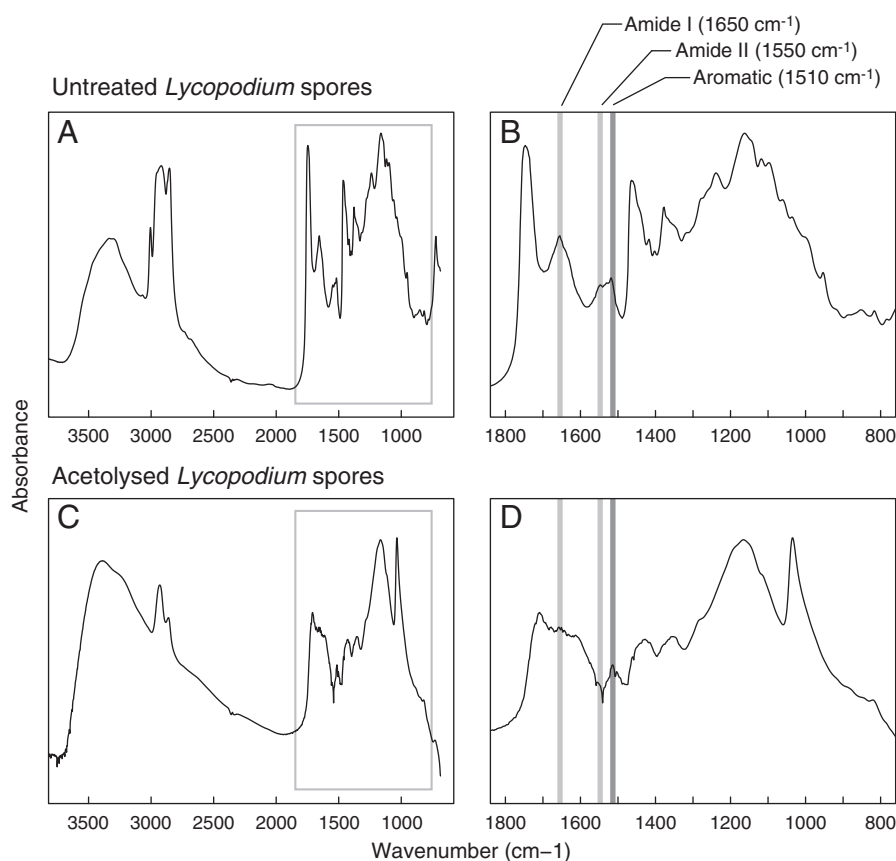 Amide I (1650 cm-1)
Amide II (1550 cm-1)
Aromatic (1510 cm-1)
Untreated Lycopodium spores
A
B
3500 3000 2500 2000 1500 1000
1800 1600 1400 1200 1000 800
Absorbance
Acetolysed Lycopodium spores
C
D
3500 3000 2500 2000 1500 1000
1800 1600 1400 1200 1000 800
Wavenumber (cm−1)